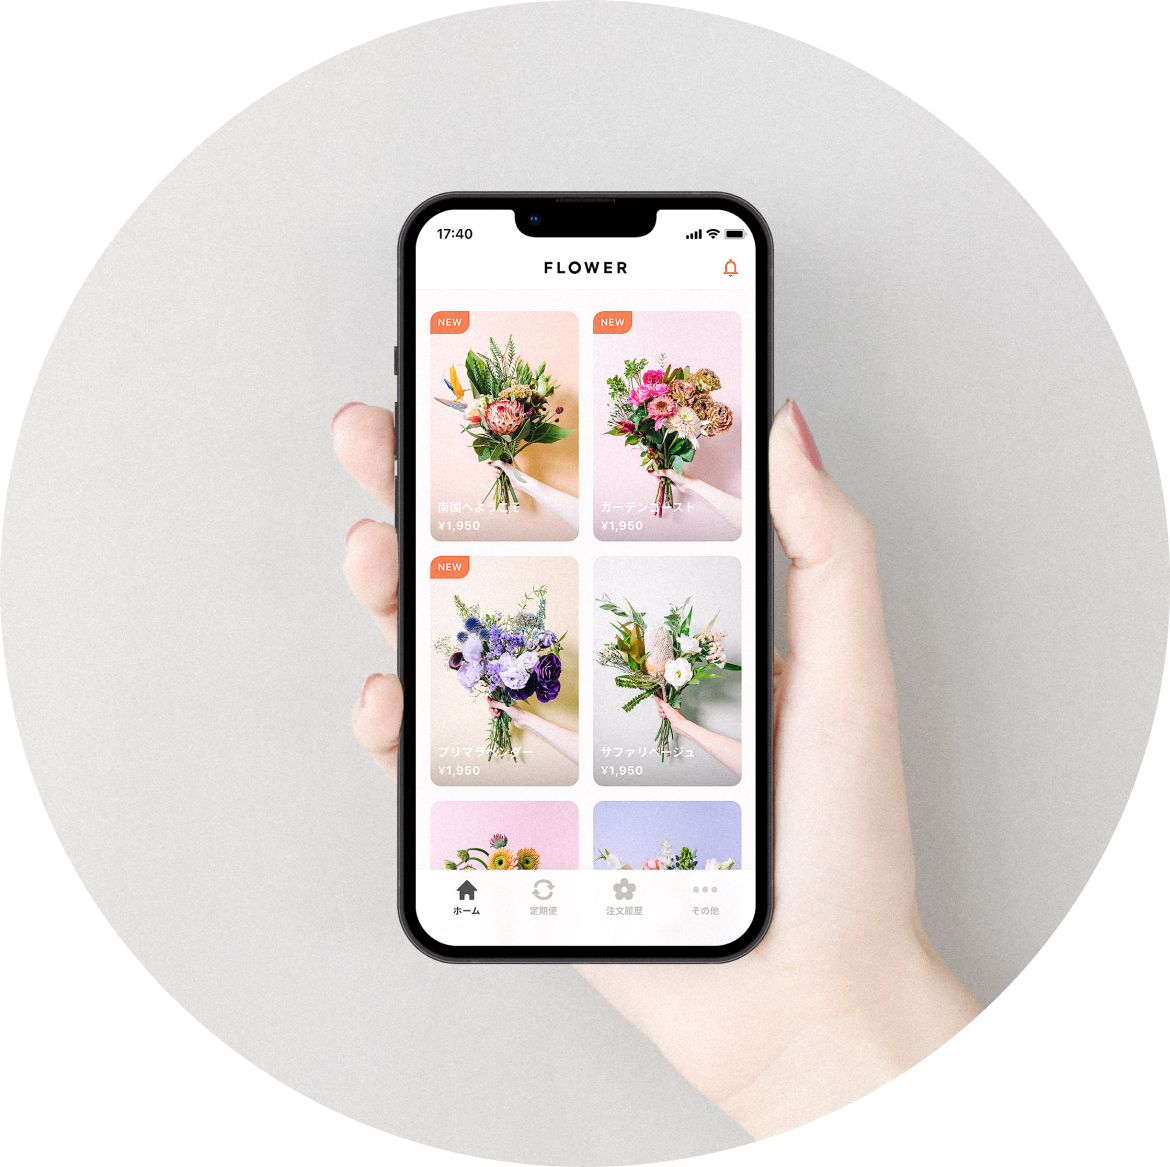 17:40
FLOWER
NEW
南国へようこそ
¥1,950
NEW
ガーデンコースト
¥1,950
NEW
プリマラベンダー
¥1,950
サファリベージュ
¥1,950
ホーム
定期便
注文履歴
その他